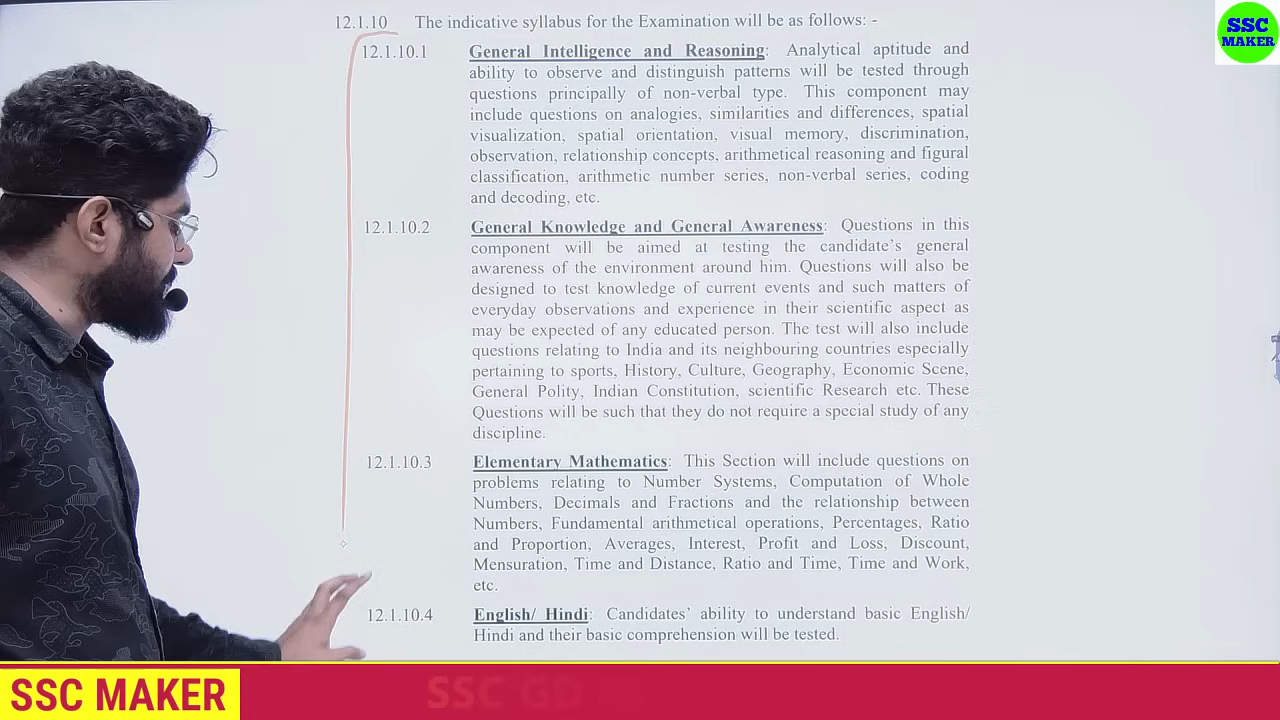 12.1.10 The indicative syllabus for the Examination will be as follows: -
SSC
MAKER
12.1.10.1 General Intelligence and Reasoning: Analytical aptitude and
ability to observe and distinguish patterns will be tested through
questions principally of non-verbal type. This component may
include questions on analogies, similarities and differences, spatial
visualization, spatial orientation, visual memory, discrimination,
observation, relationship concepts, arithmetical reasoning and figural
classification, arithmetic number series, non-verbal series, coding
and decoding, etc.
12.1.10.2 General Knowledge and General Awareness: Questions in this
component will be aimed at testing the candidate's general
awareness of the environment around him. Questions will also be
designed to test knowledge of current events and such matters of
everyday observations and experience in their scientific aspect as
may be expected of any educated person. The test will also include
questions relating to India and its neighbouring countries especially
pertaining to sports, History, Culture, Geography, Economic Scene,
General Polity, Indian Constitution, scientific Research etc. These
Questions will be such that they do not require a special study of any
discipline.
12.1.10.3 Elementary Mathematics: This Section will include questions on
problems relating to Number Systems, Computation of Whole
Numbers, Decimals and Fractions and the relationship between
Numbers, Fundamental arithmetical operations, Percentages, Ratio
and Proportion, Averages, Interest, Profit and Loss, Discount,
Mensuration, Time and Distance, Ratio and Time, Time and Work,
etc.
12.1.10.4 English/ Hindi: Candidates' ability to understand basic English/
Hindi and their basic comprehension will be tested.
SSC MAKER
SSC GD